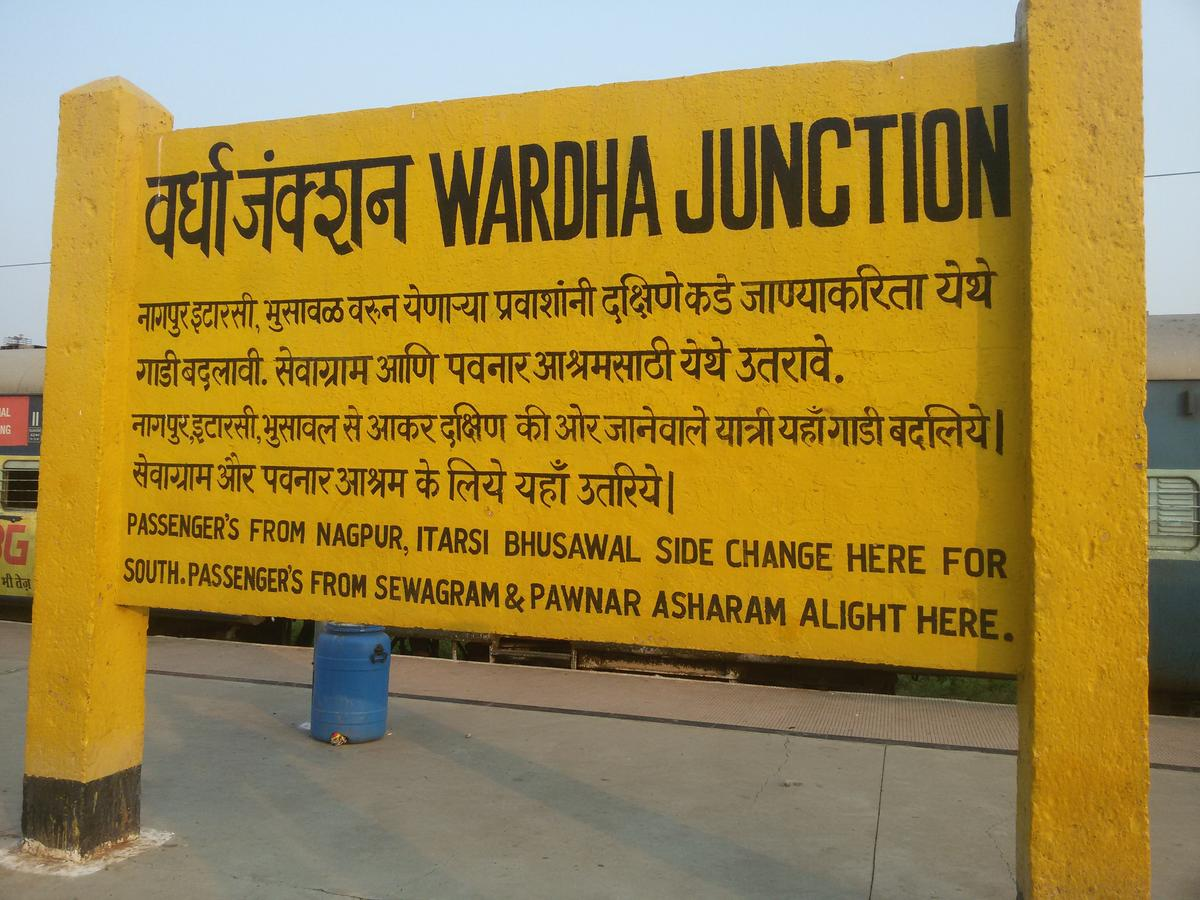 वर्धा जंक्शन WARDHA JUNCTION
नागपुर इटारसी, भुसावळ वरून येणाऱ्या प्रवाशांनी दक्षिणेकडे जाण्याकरिता येथे
गाडी बदलावी. सेवाग्राम आणि पवनार आश्रमसाठी येथे उतरावे.
नागपुर,इटारसी,भुसावल से आकर दक्षिण की ओर जानेवाले यात्री यहाँ गाडी बदलिये|
सेवाग्राम और पवनार आश्रम के लिये यहाँ उतरिये|
PASSENGER'S FROM NAGPUR, ITARSI BHUSAWAL SIDE CHANGE HERE FOR
SOUTH. PASSENGER'S FROM SEWAGRAM & PAWNAR ASHARAM ALIGHT HERE.